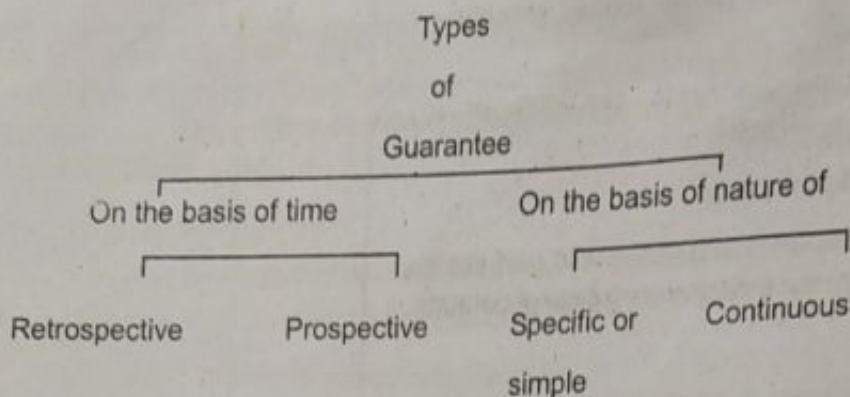 Types
of
Guarantee
On the basis of time
On the basis of nature of
Retrospective
Prospective
Specific or
simple
Continuous